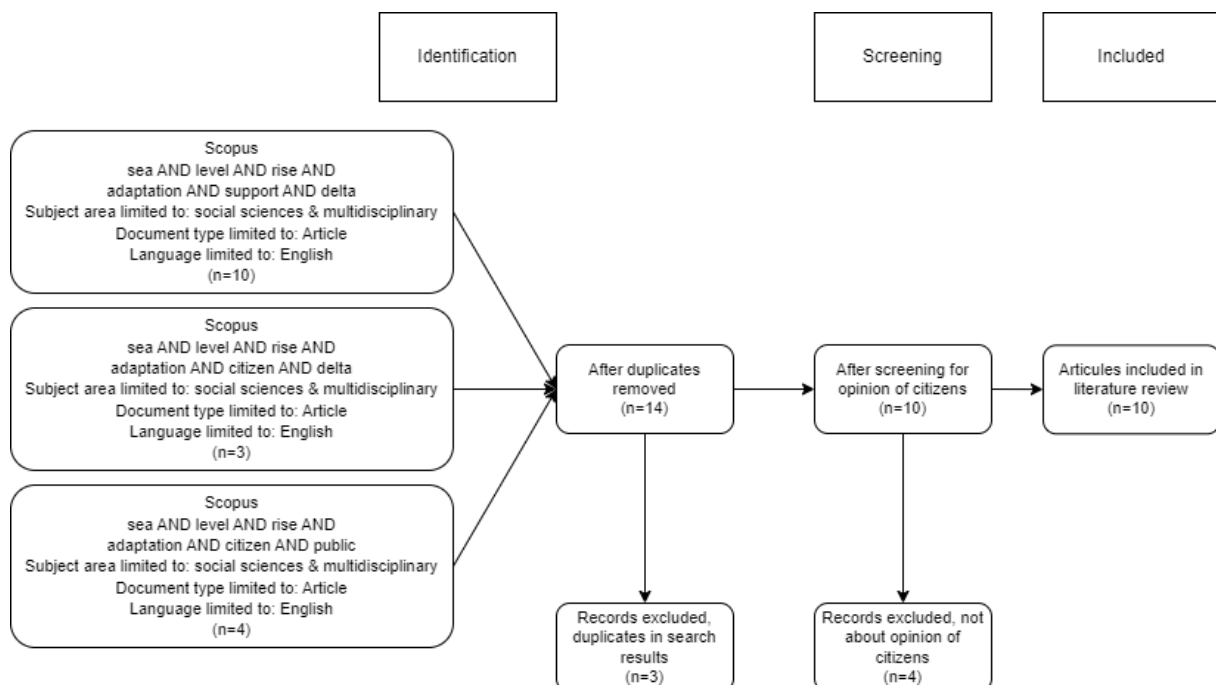 Identification
Screening
Included
Scopus
sea AND level AND rise AND
adaptation AND support AND delta
Subject area limited to: social sciences & multidisciplinary
Document type limited to: Article
Language limited to: English
(n=10)
Scopus
sea AND level AND rise AND
adaptation AND citizen AND delta
Subject area limited to: social sciences & multidisciplinary
Document type limited to: Article
Language limited to: English
(n=3)
Scopus
sea AND level AND rise AND
adaptation AND citizen AND public
Subject area limited to: social sciences & multidisciplinary
Document type limited to: Article
Language limited to: English
(n=4)
After duplicates
removed
(n=14)
After screening for
opinion of citizens
(n=10)
Articules included in
literature review
(n=10)
Records excluded,
duplicates in search
results
(n=3)
Records excluded, not
about opinion of
citizens
(n=4)